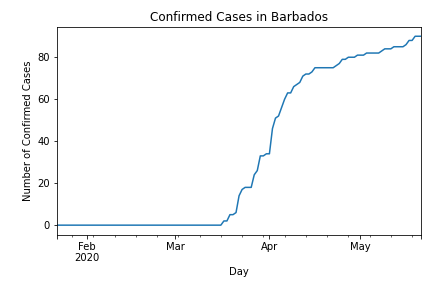 Confirmed Cases in Barbados
Number of Confirmed Cases
80
60
40
20
0
Feb
2020
Mar
Apr
May
Day